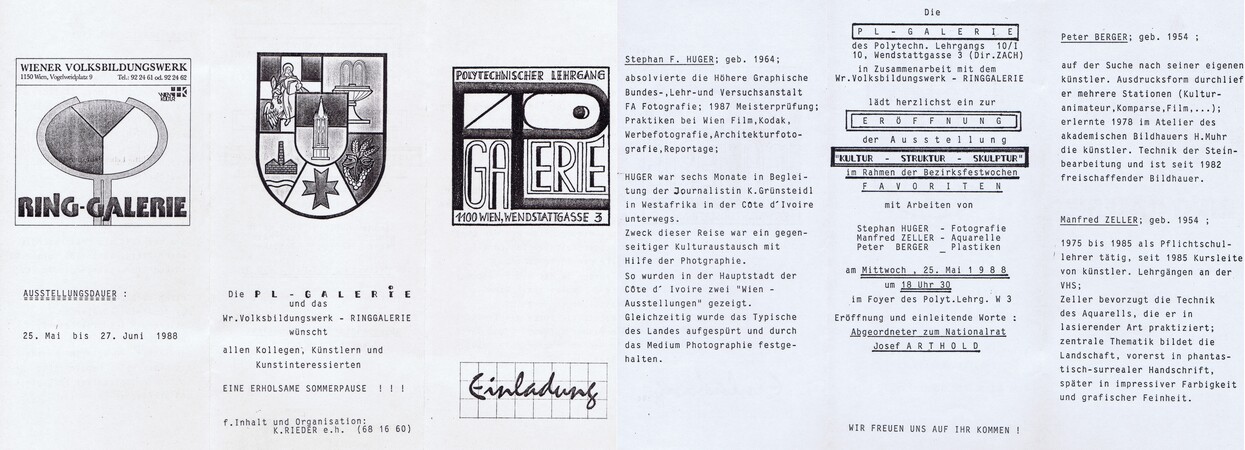 WIENER VOLKSBILDUNGSWERK
1150 Wien, Vogelweidplatz 9 Tel.: 92 24 61 od. 92 24 62
WIEN KULTUR
RING-GALERIE
AUSSTELLUNGSDAUER :
25. Mai bis 27. Juni 1988
Die P L - G A L E R I E
und das
Wr.Volksbildungswerk - RINGGALERIE
wünscht
allen Kollegen, Künstlern und
Kunstinteressierten
EINE ERHOLSAME SOMMERPAUSE ! ! !
f.Inhalt und Organisation:
K.RIEDER e.h. (68 16 60)
POLYTECHNISCHER LEHRGANG
PL
GALERIE
1100 WIEN, WENDSTATTGASSE 3
Einladung
Stephan F. HUGER; geb. 1964;
absolvierte die Höhere Graphische
Bundes-,Lehr-und Versuchsanstalt
FA Fotografie; 1987 Meisterprüfung;
Praktiken bei Wien Film,Kodak,
Werbefotografie,Architekturfoto-
grafie,Reportage;
HUGER war sechs Monate in Beglei-
tung der Journalistin K.Grünsteidl
in Westafrika in der Côte d´Ivoire
unterwegs.
Zweck dieser Reise war ein gegen-
seitiger Kulturaustausch mit
Hilfe der Photgraphie.
So wurden in der Hauptstadt der
Côte d´ Ivoire zwei "Wien -
Ausstellungen" gezeigt.
Gleichzeitig wurde das Typische
des Landes aufgespürt und durch
das Medium Photographie festge-
halten.
Die
P L - G A L E R I E
des Polytechn. Lehrgangs 10/I
10, Wendstattgasse 3 (Dir.ZACH)
in Zusammenarbeit mit dem
Wr.Volksbildungswerk - RINGGALERIE
lädt herzlichst ein zur
E R Ö F F N U N G
der A u s s t e l l u n g
"KULTUR - STRUKTUR - SKULPTUR"
im Rahmen der Bezirksfestwochen
F A V O R I T E N
mit Arbeiten von
Stephan HUGER - Fotografie
Manfred ZELLER - Aquarelle
Peter BERGER _ Plastiken
am Mittwoch , 25. Mai 1 9 8 8
um 18 Uhr 30
im Foyer des Polyt.Lehrg. W 3
Eröffnung und einleitende Worte :
Abgeordneter zum Nationalrat
Josef A R T H O L D
WIR FREUEN UNS AUF IHR KOMMEN !
Peter BERGER; geb. 1954 ;
auf der Suche nach seiner eigenen
künstler. Ausdrucksform durchlief
er mehrere Stationen (Kultur-
animateur,Komparse,Film,...);
erlernte 1978 im Atelier des
akademischen Bildhauers H.Muhr
die künstler. Technik der Stein-
bearbeitung und ist seit 1982
freischaffender Bildhauer.
Manfred ZELLER; geb. 1954 ;
1975 bis 1985 als Pflichtschul-
lehrer tätig, seit 1985 Kursleite
von künstler. Lehrgängen an der
VHS;
Zeller bevorzugt die Technik
des Aquarells, die er in
lasierender Art praktiziert;
zentrale Thematik bildet die
Landschaft, vorerst in phantas-
tisch-surrealer Handschrift,
später in impressiver Farbigkeit
und grafischer Feinheit.